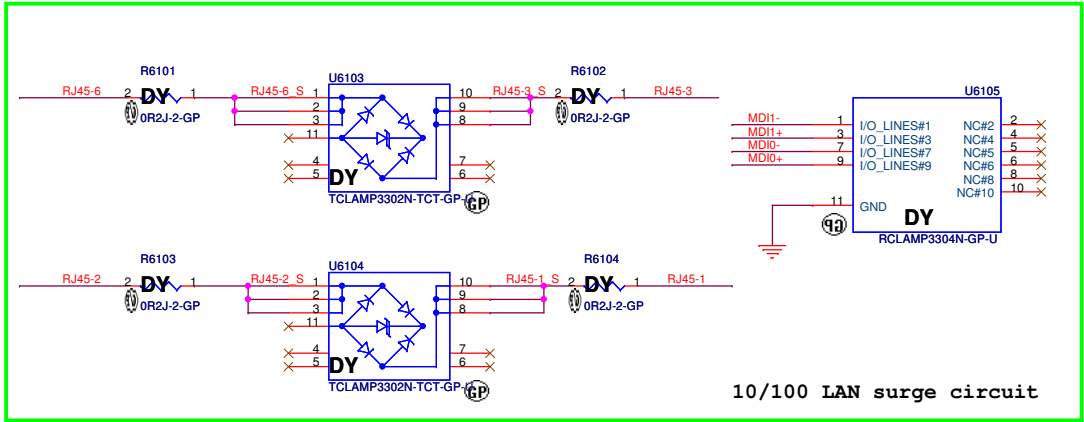 R6101
RJ45-6 2 DY 1
0R2J-2-GP
RJ45-6_S
U6103
1 10
2 9
3 8
11
4 7
5 6
DY
TCLAMP3302N-TCT-GP-U
GP
RJ45-3_S
R6102
2 DY 1 RJ45-3
0R2J-2-GP
U6105
MDI1- 1 I/O_LINES#1 NC#2 2
MDI1+ 3 I/O_LINES#3 NC#4 4
MDI0- 7 I/O_LINES#7 NC#5 5
MDI0+ 9 I/O_LINES#9 NC#6 6
NC#8 8
NC#10 10
11 GND
DY
GP
RCLAMP3304N-GP-U
R6103
RJ45-2 2 DY 1
0R2J-2-GP
RJ45-2_S
U6104
1 10
2 9
3 8
11
4 7
5 6
DY
TCLAMP3302N-TCT-GP-U
GP
RJ45-1_S
R6104
2 DY 1 RJ45-1
0R2J-2-GP
10/100 LAN surge circuit